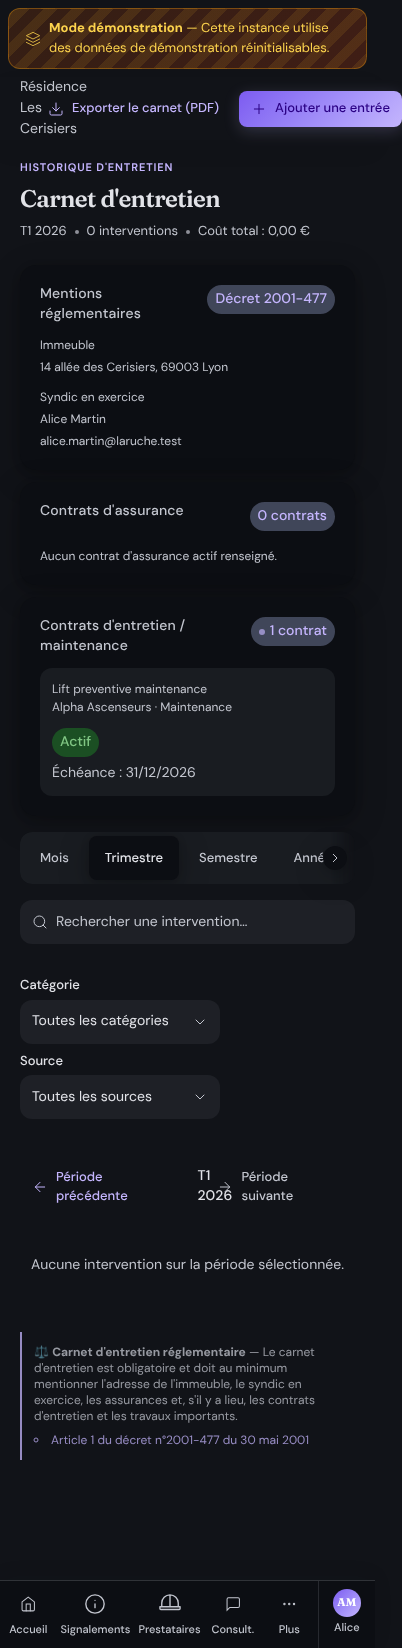 Mode démonstration — Cette instance utilise
des données de démonstration réinitialisables.
Résidence
Les
Cerisiers
Exporter le carnet (PDF)
Ajouter une entrée
HISTORIQUE D'ENTRETIEN
Carnet d'entretien
T1 2026 • 0 interventions • Coût total : 0,00 €
Mentions
réglementaires
Décret 2001-477
Immeuble
14 allée des Cerisiers, 69003 Lyon
Syndic en exercice
Alice Martin
alice.martin@laruche.test
Contrats d'assurance
0 contrats
Aucun contrat d'assurance actif renseigné.
Contrats d'entretien /
maintenance
1 contrat
Lift preventive maintenance
Alpha Ascenseurs · Maintenance
Actif
Échéance : 31/12/2026
Mois Trimestre Semestre Anné
Rechercher une intervention...
Catégorie
Toutes les catégories
Source
Toutes les sources
Période
précédente
T1
2026
Période
suivante
Aucune intervention sur la période sélectionnée.
Carnet d'entretien réglementaire — Le carnet
d'entretien est obligatoire et doit au minimum
mentionner l'adresse de l'immeuble, le syndic en
exercice, les assurances et, s'il y a lieu, les contrats
d'entretien et les travaux importants.
Article 1 du décret n°2001-477 du 30 mai 2001
AM
Accueil Signalements Prestataires Consult. Plus Alice